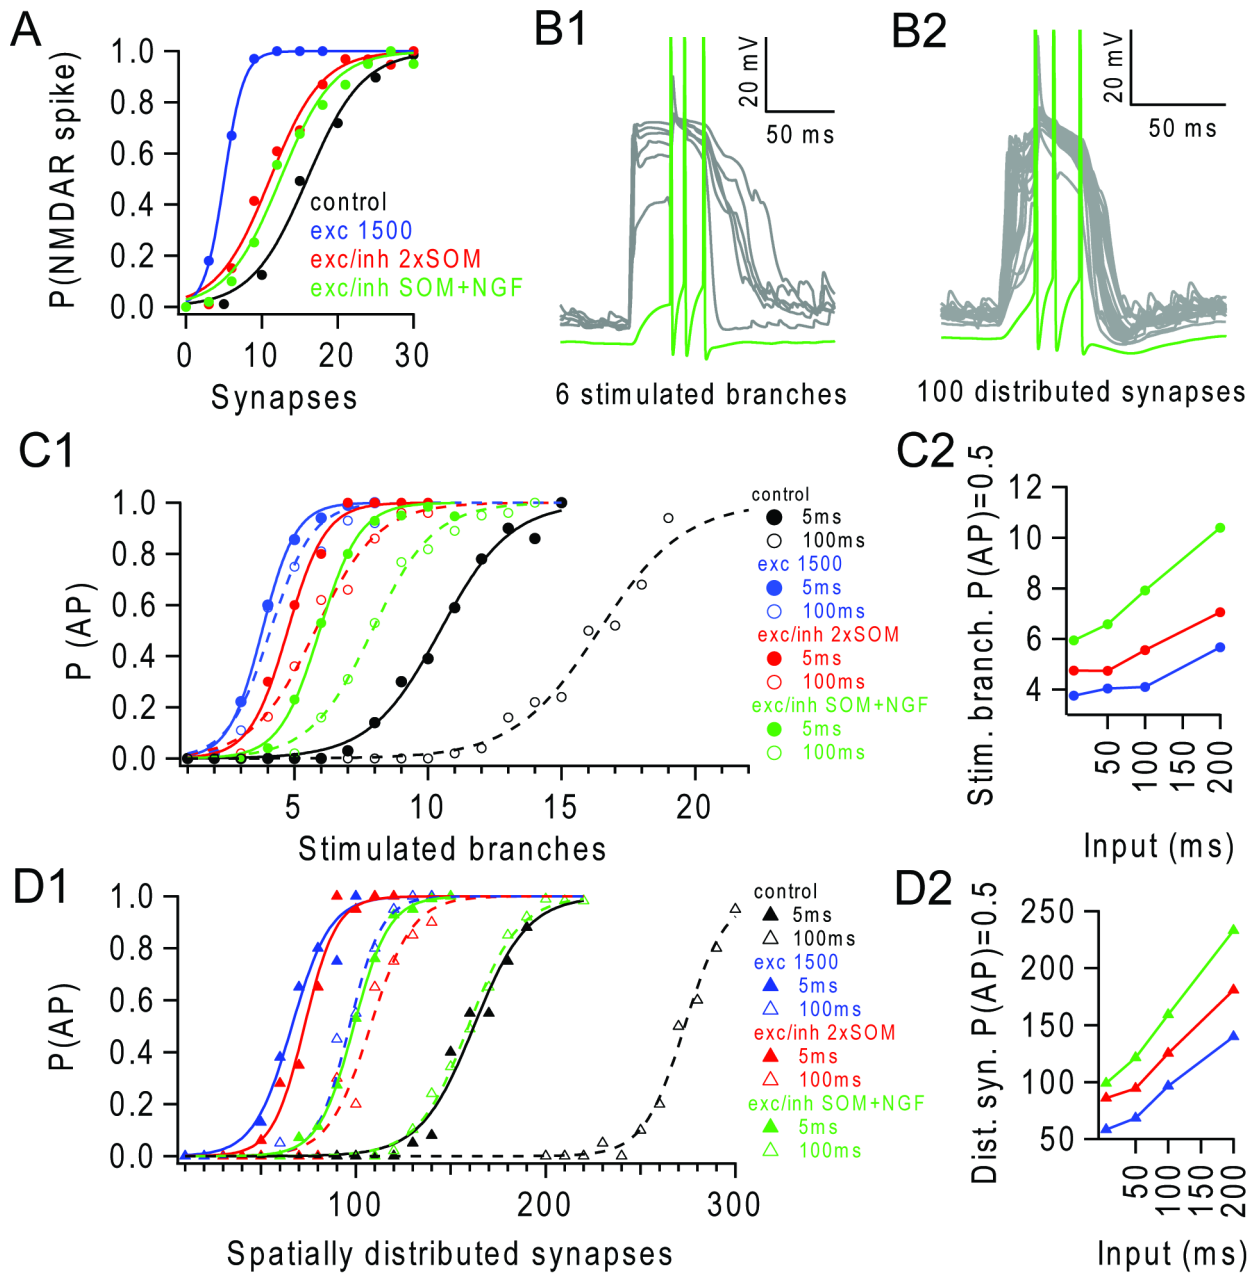 A
P(NMDAR spike)
1.0
0.8
0.6
0.4
0.2
0.0
control
exc 1500
exc/inh 2xSOM
exc/inh SOM+NGF
0 10 20 30
Synapses
B1
20 mV
50 ms
6 stimulated branches
B2
20 mV
50 ms
100 distributed synapses
C1
P (AP)
1.0
0.8
0.6
0.4
0.2
0.0
5 10 15 20
Stimulated branches
control
5ms
100ms
exc 1500
5ms
100ms
exc/inh 2xSOM
5ms
100ms
exc/inh SOM+NGF
5ms
100ms
C2
Stim. branch. P(AP)=0.5
12
10
8
6
4
50 100 150 200
Input (ms)
D1
P(AP)
1.0
0.8
0.6
0.4
0.2
0.0
100 200 300
Spatially distributed synapses
control
5ms
100ms
exc 1500
5ms
100ms
exc/inh 2xSOM
5ms
100ms
exc/inh SOM+NGF
5ms
100ms
D2
Dist. syn. P(AP)=0.5
250
200
150
100
50
50 100 150 200
Input (ms)